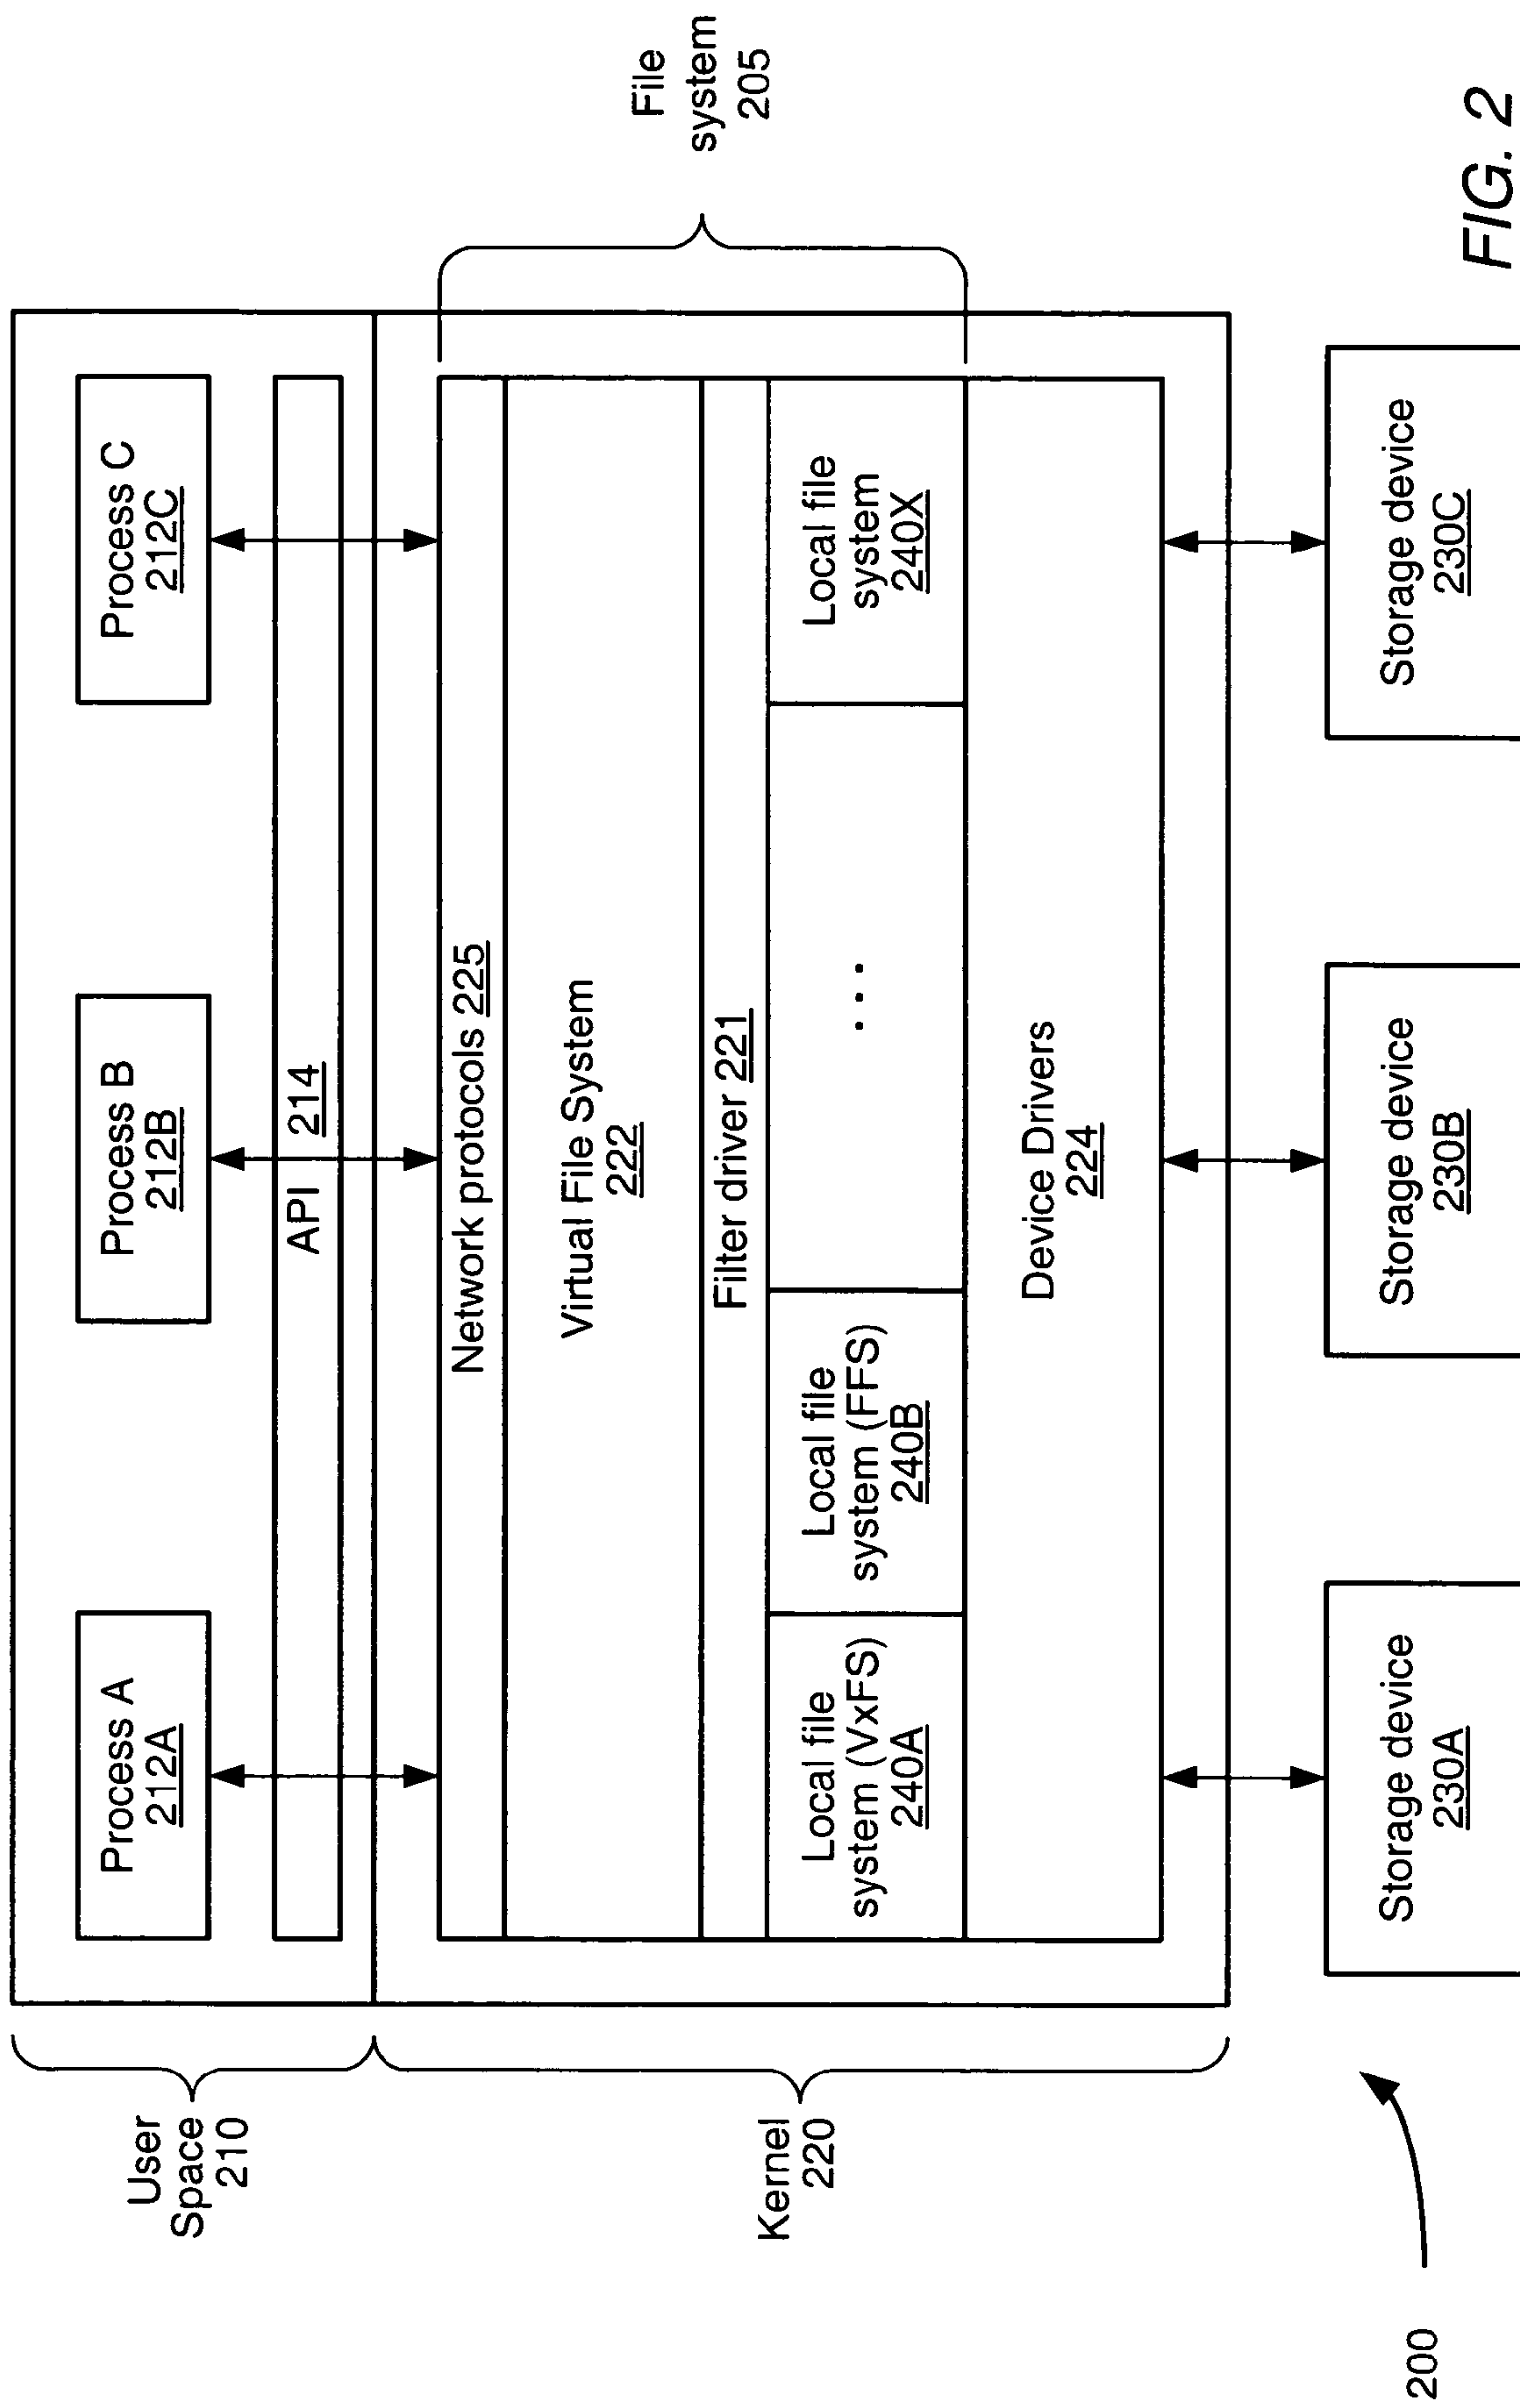 User
Space
210
Process A
212A
Process B
212B
Process C
212C
API 214
Kernel
220
Network protocols 225
Virtual File System
222
Filter driver 221
Local file
system (VxFS)
240A
Local file
system (FFS)
240B
...
Local file
system
240X
Device Drivers
224
File
system
205
Storage device
230A
Storage device
230B
Storage device
230C
200
FIG. 2